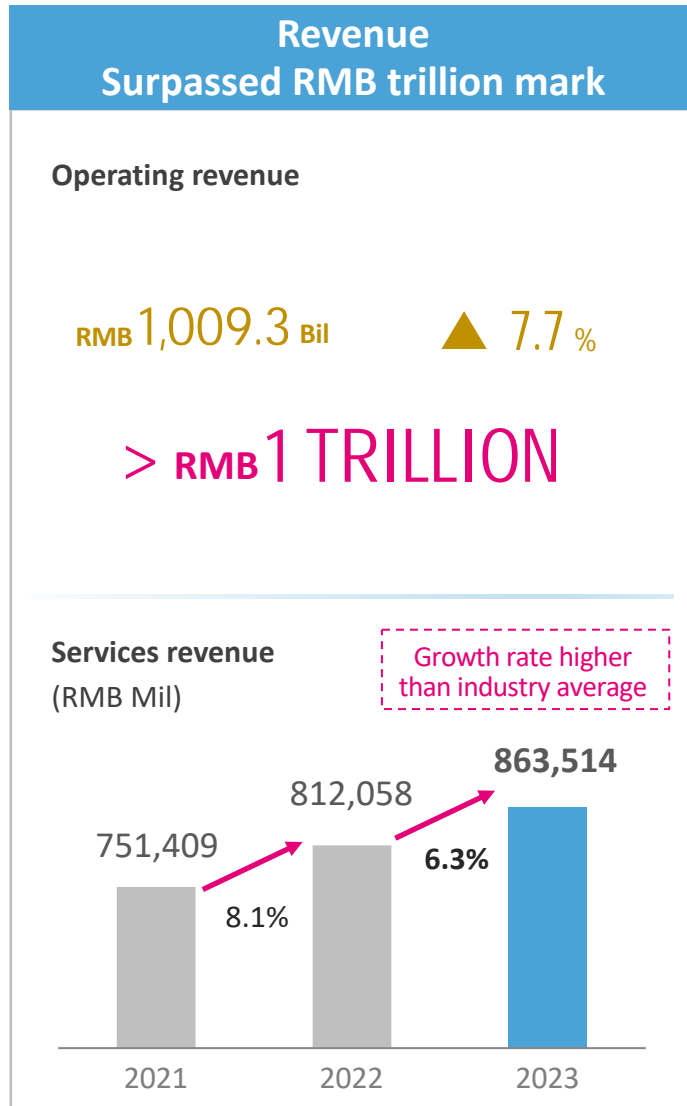 Revenue
Surpassed RMB trillion mark
Operating revenue
RMB 1,009.3 Bil ▲ 7.7 %
> RMB 1 TRILLION
Services revenue
(RMB Mil)
Growth rate higher
than industry average
863,514
812,058
751,409
6.3%
8.1%
2021 2022 2023